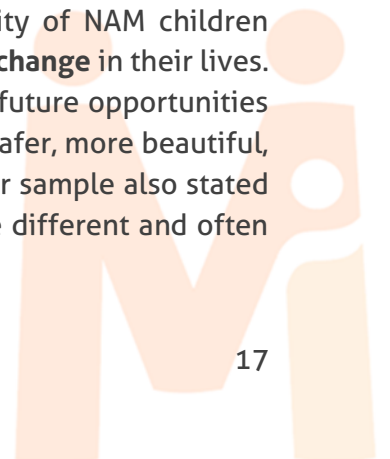 ity of NAM children
change in their lives.
future opportunities
afer, more beautiful,
r sample also stated
e different and often
17